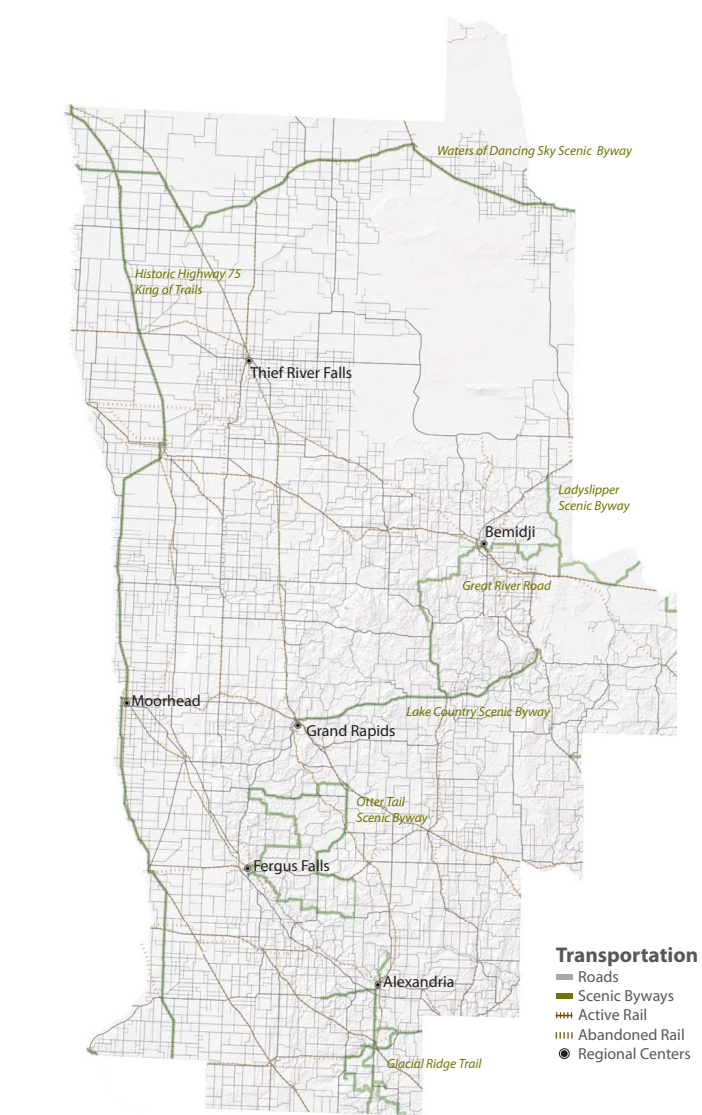 Waters of Dancing Sky Scenic Byway
Historic Highway 75
King of Trails
Thief River Falls
Ladyslipper
Scenic Byway
Bemidji
Great River Road
Moorhead
Lake Country Scenic Byway
Grand Rapids
Otter Tail
Scenic Byway
Fergus Falls
Alexandria
Glacial Ridge Trail
Transportation
Roads
Scenic Byways
Active Rail
Abandoned Rail
Regional Centers